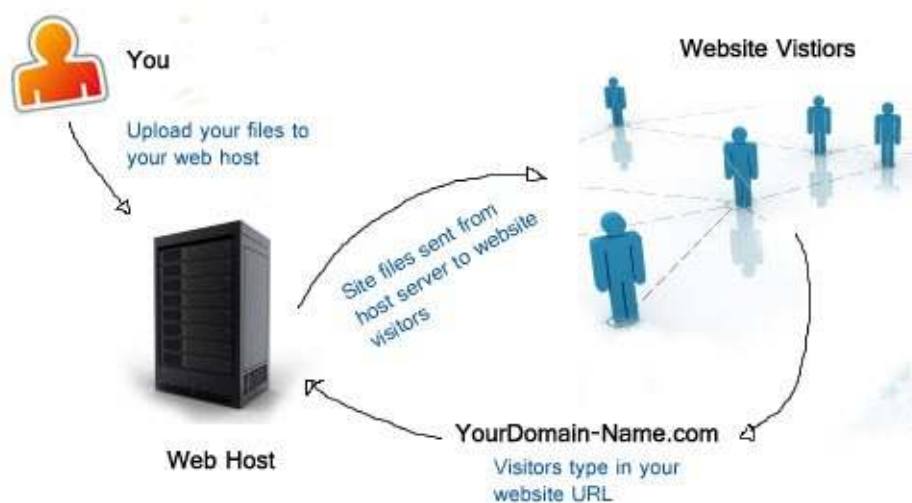 You
Upload your files to
your web host
Website Vistiors
Site files sent from
host server to website
visitors
Web Host
YourDomain-Name.com
Visitors type in your
website URL